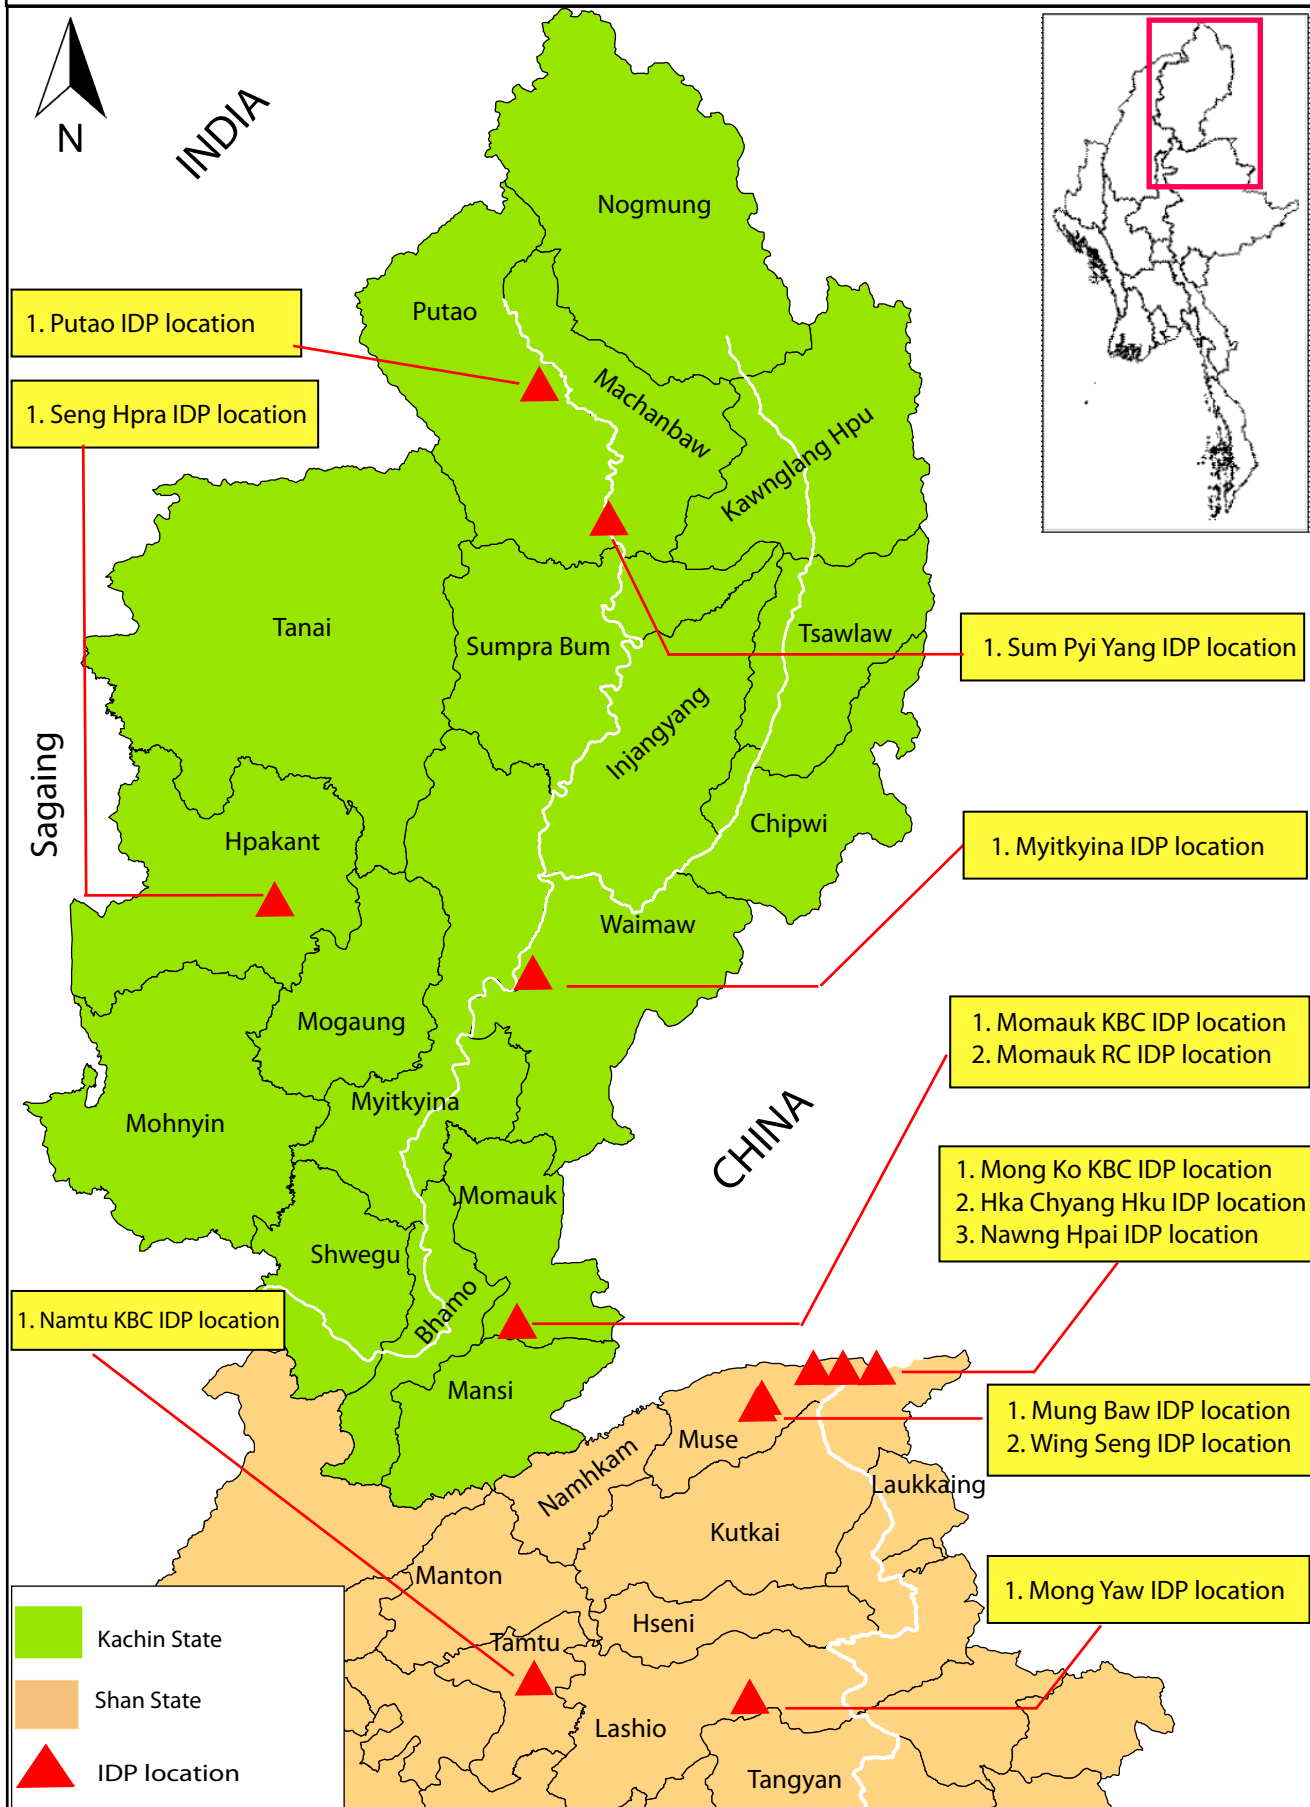 N
INDIA
Nogmung
Putao
1. Putao IDP location
Machanbaw
1. Seng Hpra IDP location
Kawnglang Hpu
Tanai
Sumpra Bum
Tsawlaw
1. Sum Pyi Yang IDP location
Injangyang
Sagaing
Hpakant
Chipwi
1. Myitkyina IDP location
Waimaw
Mogaung
1. Momauk KBC IDP location
2. Momauk RC IDP location
Myitkyina
Mohnyin
CHINA
1. Mong Ko KBC IDP location
2. Hka Chyang Hku IDP location
3. Nawng Hpai IDP location
Momauk
Shwegu
Bhamo
1. Namtu KBC IDP location
Mansi
1. Mung Baw IDP location
2. Wing Seng IDP location
Muse
Namhkam
Laukkaing
Kutkai
Manton
1. Mong Yaw IDP location
Hseni
Tamtu
Lashio
Tangyan
Kachin State
Shan State
IDP location